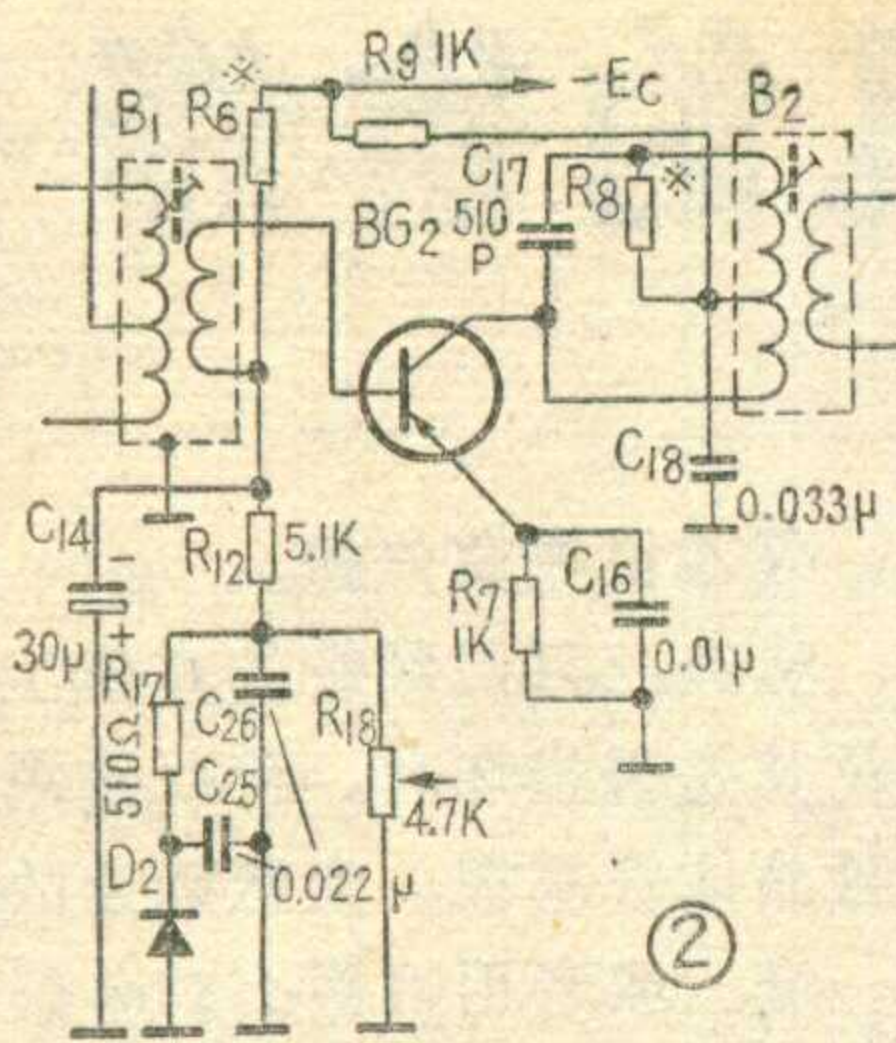 R9 1K
-EC
※
B1
R6
B2
C17
R8
※
BG2
510
P
C18
0.033μ
C14
R12
5.1K
-
R7
1K
C16
0.01μ
30μ
+
R17
510Ω
C26
R18
C25
4.7K
D2
0.022 μ
②